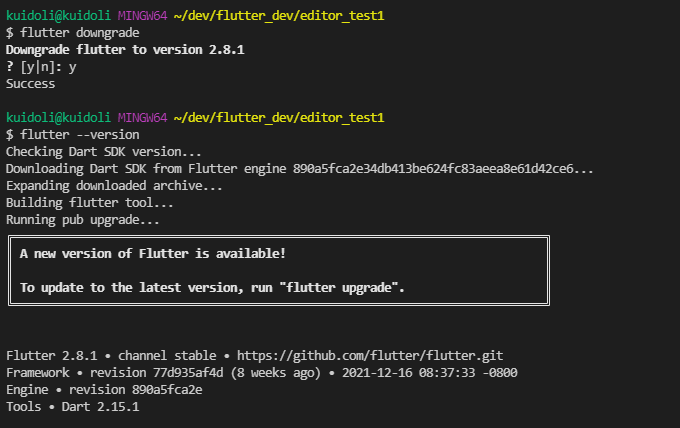 kuidoli@kuidoli MINGW64 ~/dev/flutter_dev/editor_test1
$ flutter downgrade
Downgrade flutter to version 2.8.1
? [y|n]: y
Success
kuidoli@kuidoli MINGW64 ~/dev/flutter_dev/editor_test1
$ flutter --version
Checking Dart SDK version...
Downloading Dart SDK from Flutter engine 890a5fca2e34db413be624fc83aeea8e61d42ce6...
Expanding downloaded archive...
Building flutter tool...
Running pub upgrade...
A new version of Flutter is available!
To update to the latest version, run "flutter upgrade".
Flutter 2.8.1 • channel stable • https://github.com/flutter/flutter.git
Framework • revision 77d935af4d (8 weeks ago) • 2021-12-16 08:37:33 -0800
Engine • revision 890a5fca2e
Tools • Dart 2.15.1